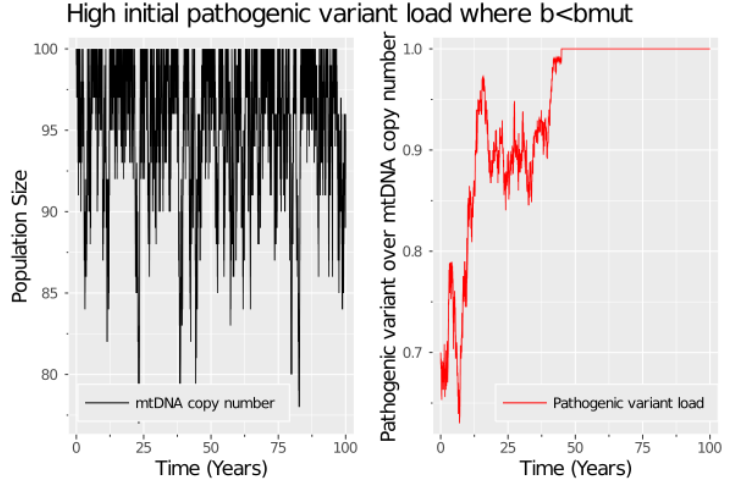 High initial pathogenic variant load where b<bmut
Population Size
100
95
90
85
80
mtDNA copy number
0
25
50
75
100
Time (Years)
Pathogenic variant over mtDNA copy number
1.0
0.9
0.8
0.7
Pathogenic variant load
0
25
50
75
100
Time (Years)